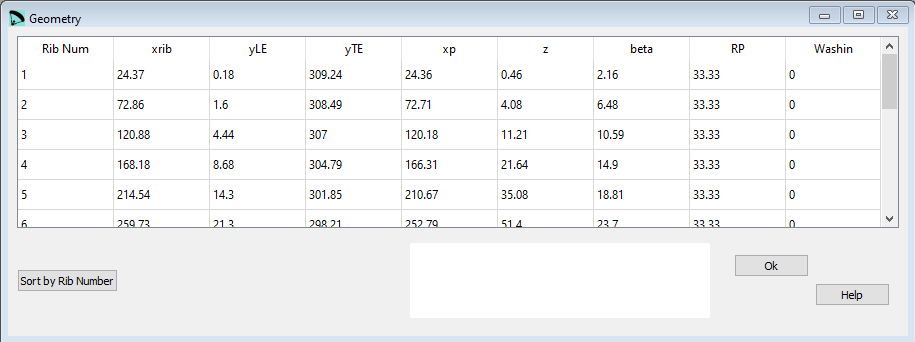 Geometry
Rib Num xrib yLE yTE xp z beta RP Washin
1 24.37 0.18 309.24 24.36 0.46 2.16 33.33 0
2 72.86 1.6 308.49 72.71 4.08 6.48 33.33 0
3 120.88 4.44 307 120.18 11.21 10.59 33.33 0
4 168.18 8.68 304.79 166.31 21.64 14.9 33.33 0
5 214.54 14.3 301.85 210.67 35.08 18.81 33.33 0
6 259.73 21.3 298.21 252.79 51.4 23.7 33.33 0
Sort by Rib Number
Ok
Help